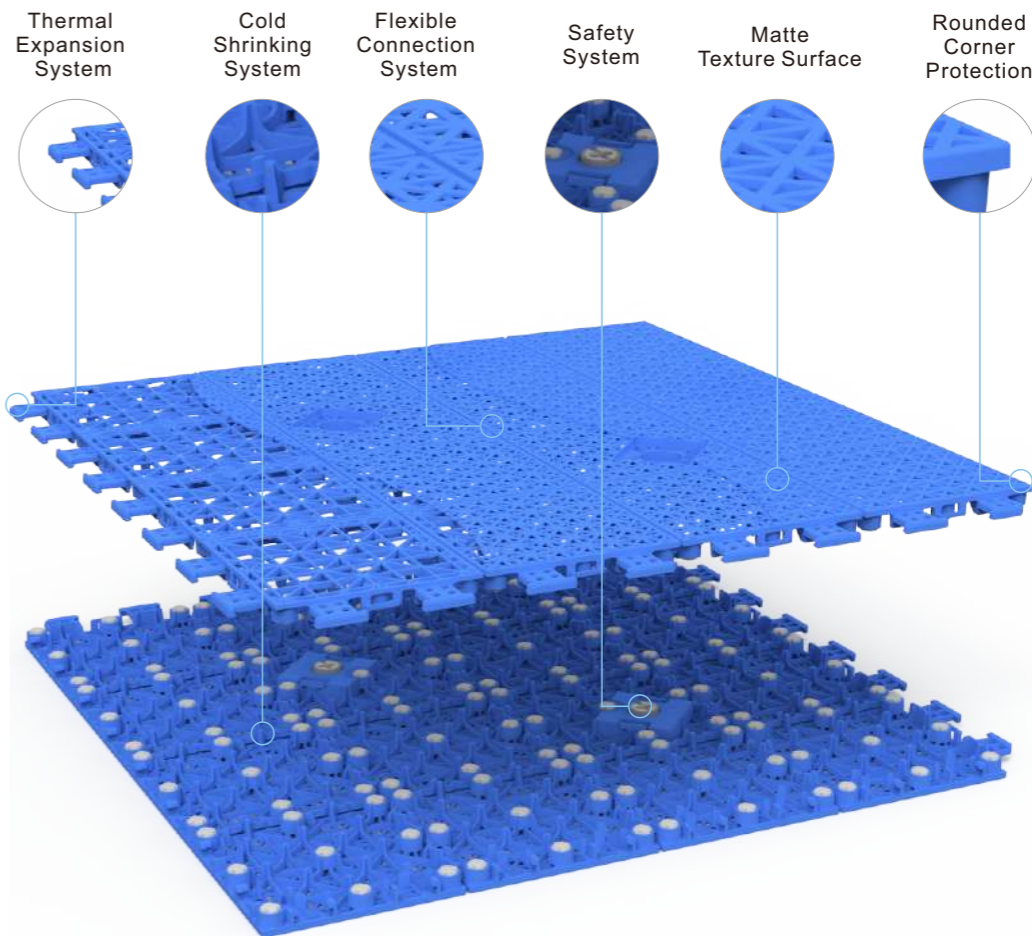 Thermal
Expansion
System
Cold
Shrinking
System
Flexible
Connection
System
Safety
System
Matte
Texture Surface
Rounded
Corner
Protection